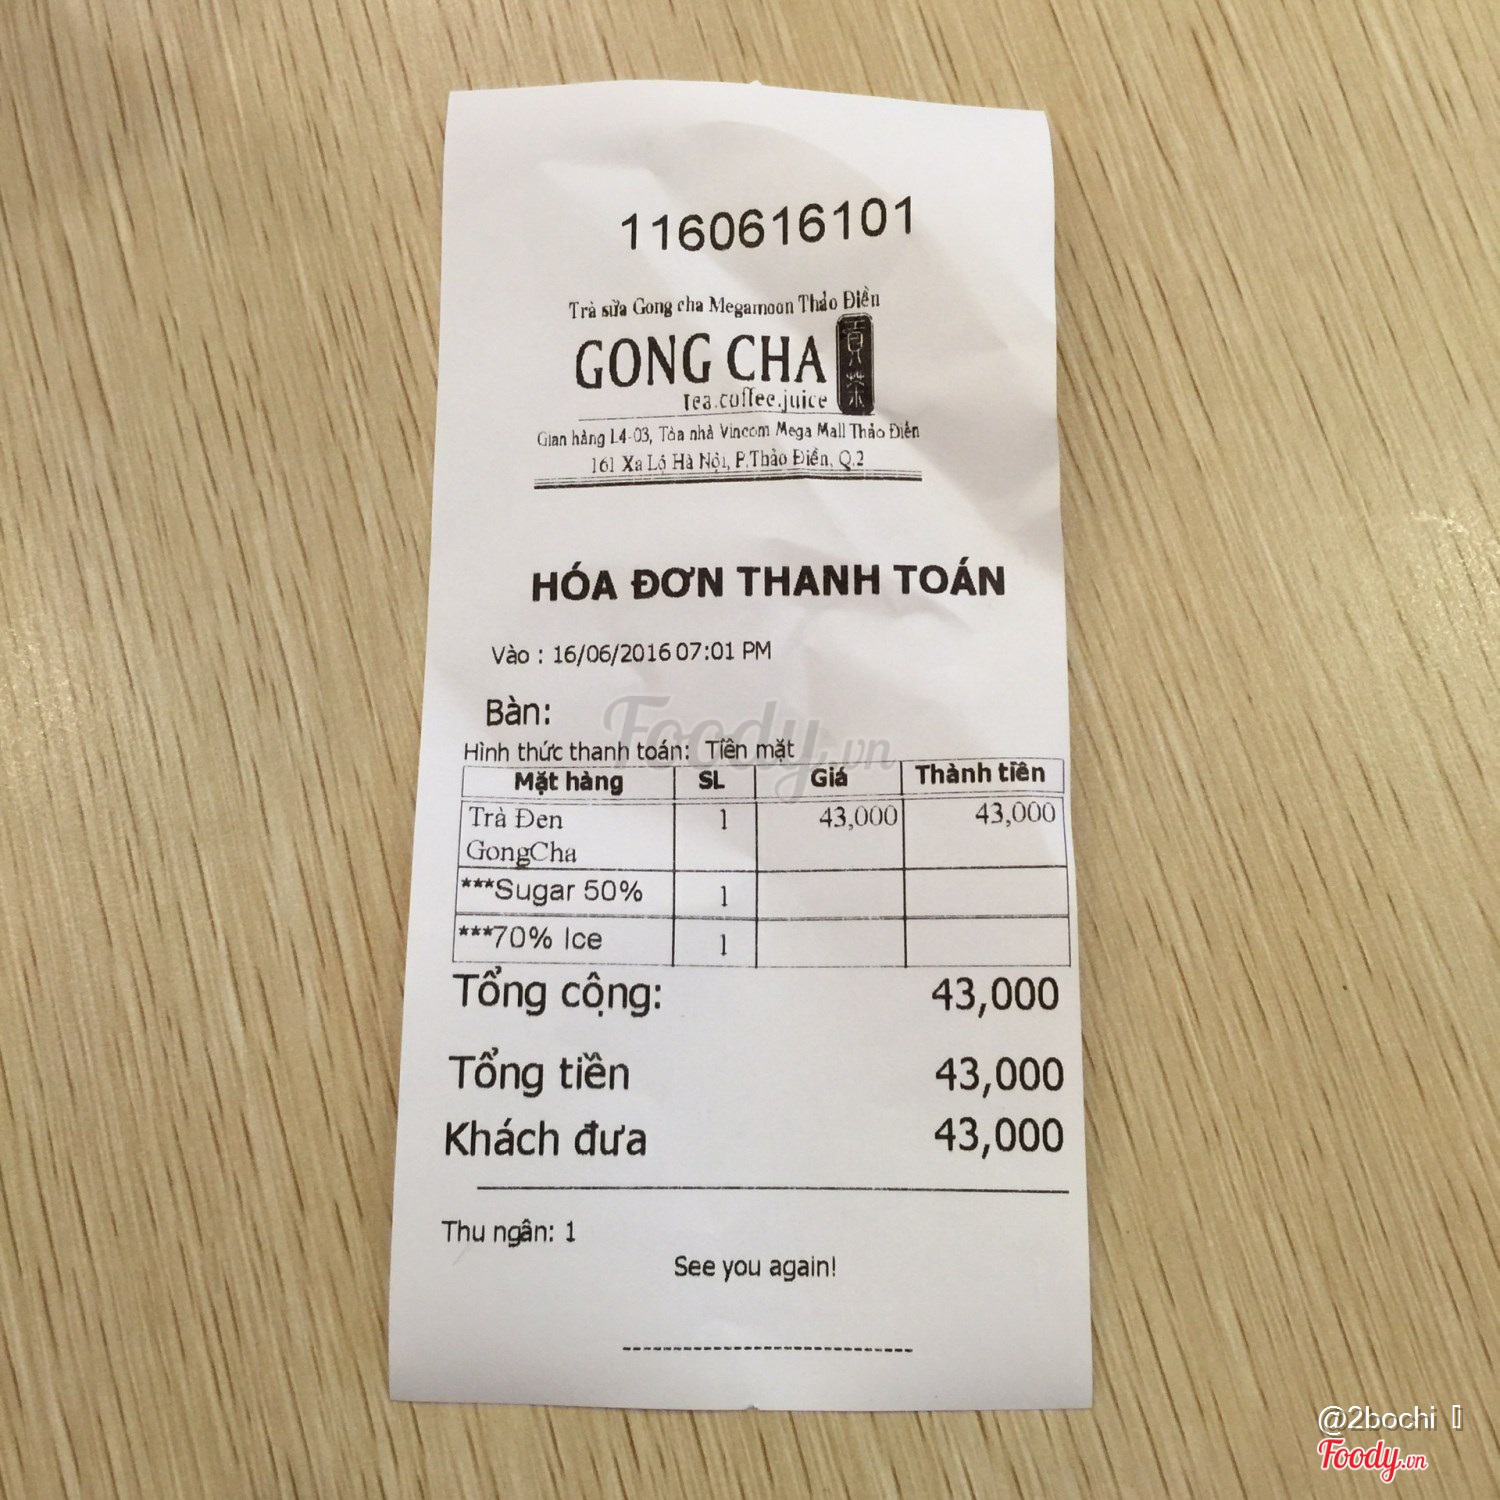 1160616101
Trà sữa Gong cha Megamoon Thảo Điền
GONG CHA 貢茶
tea.coffee.juice
Gian hàng L4-03, Tòa nhà Vincom Mega Mall Thảo Điền
161 Xa Lộ Hà Nội, P.Thảo Điền, Q.2
HÓA ĐƠN THANH TOÁN
Vào : 16/06/2016 07:01 PM
Bàn:
Foody.vn
Hình thức thanh toán: Tiền mặt
Mặt hàng SL Giá Thành tiền
Trà Đen 1 43,000 43,000
GongCha
***Sugar 50% 1
***70% Ice 1
Tổng cộng: 43,000
Tổng tiền 43,000
Khách đưa 43,000
Thu ngân: 1
See you again!
@2bochi
Foody.vn